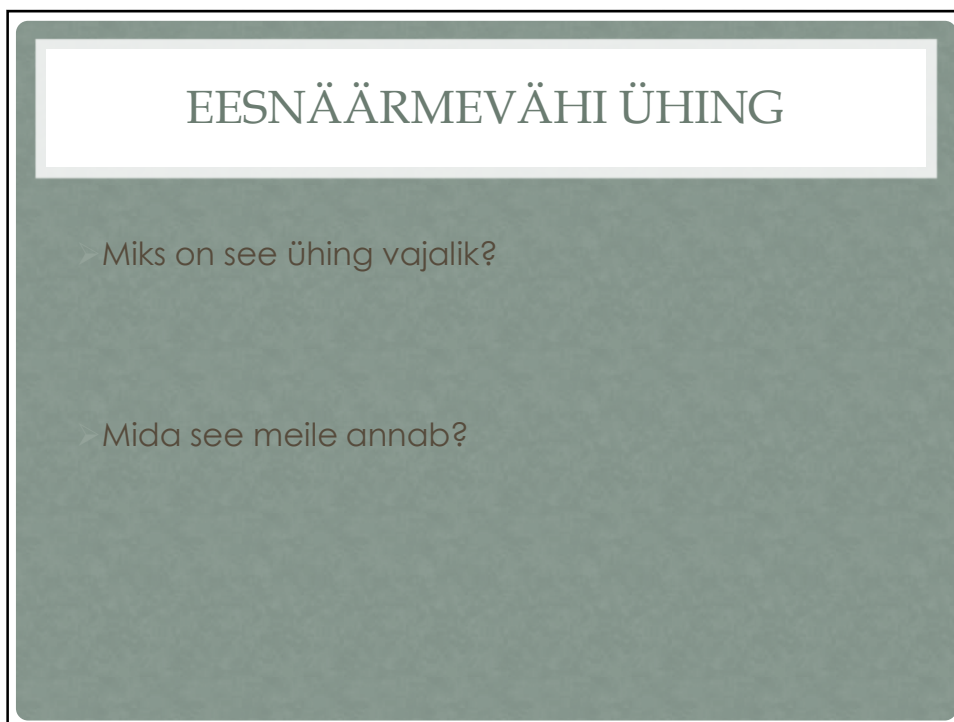 EESNÄÄRMEVÄHI ÜHING
Miks on see ühing vajalik?
Mida see meile annab?